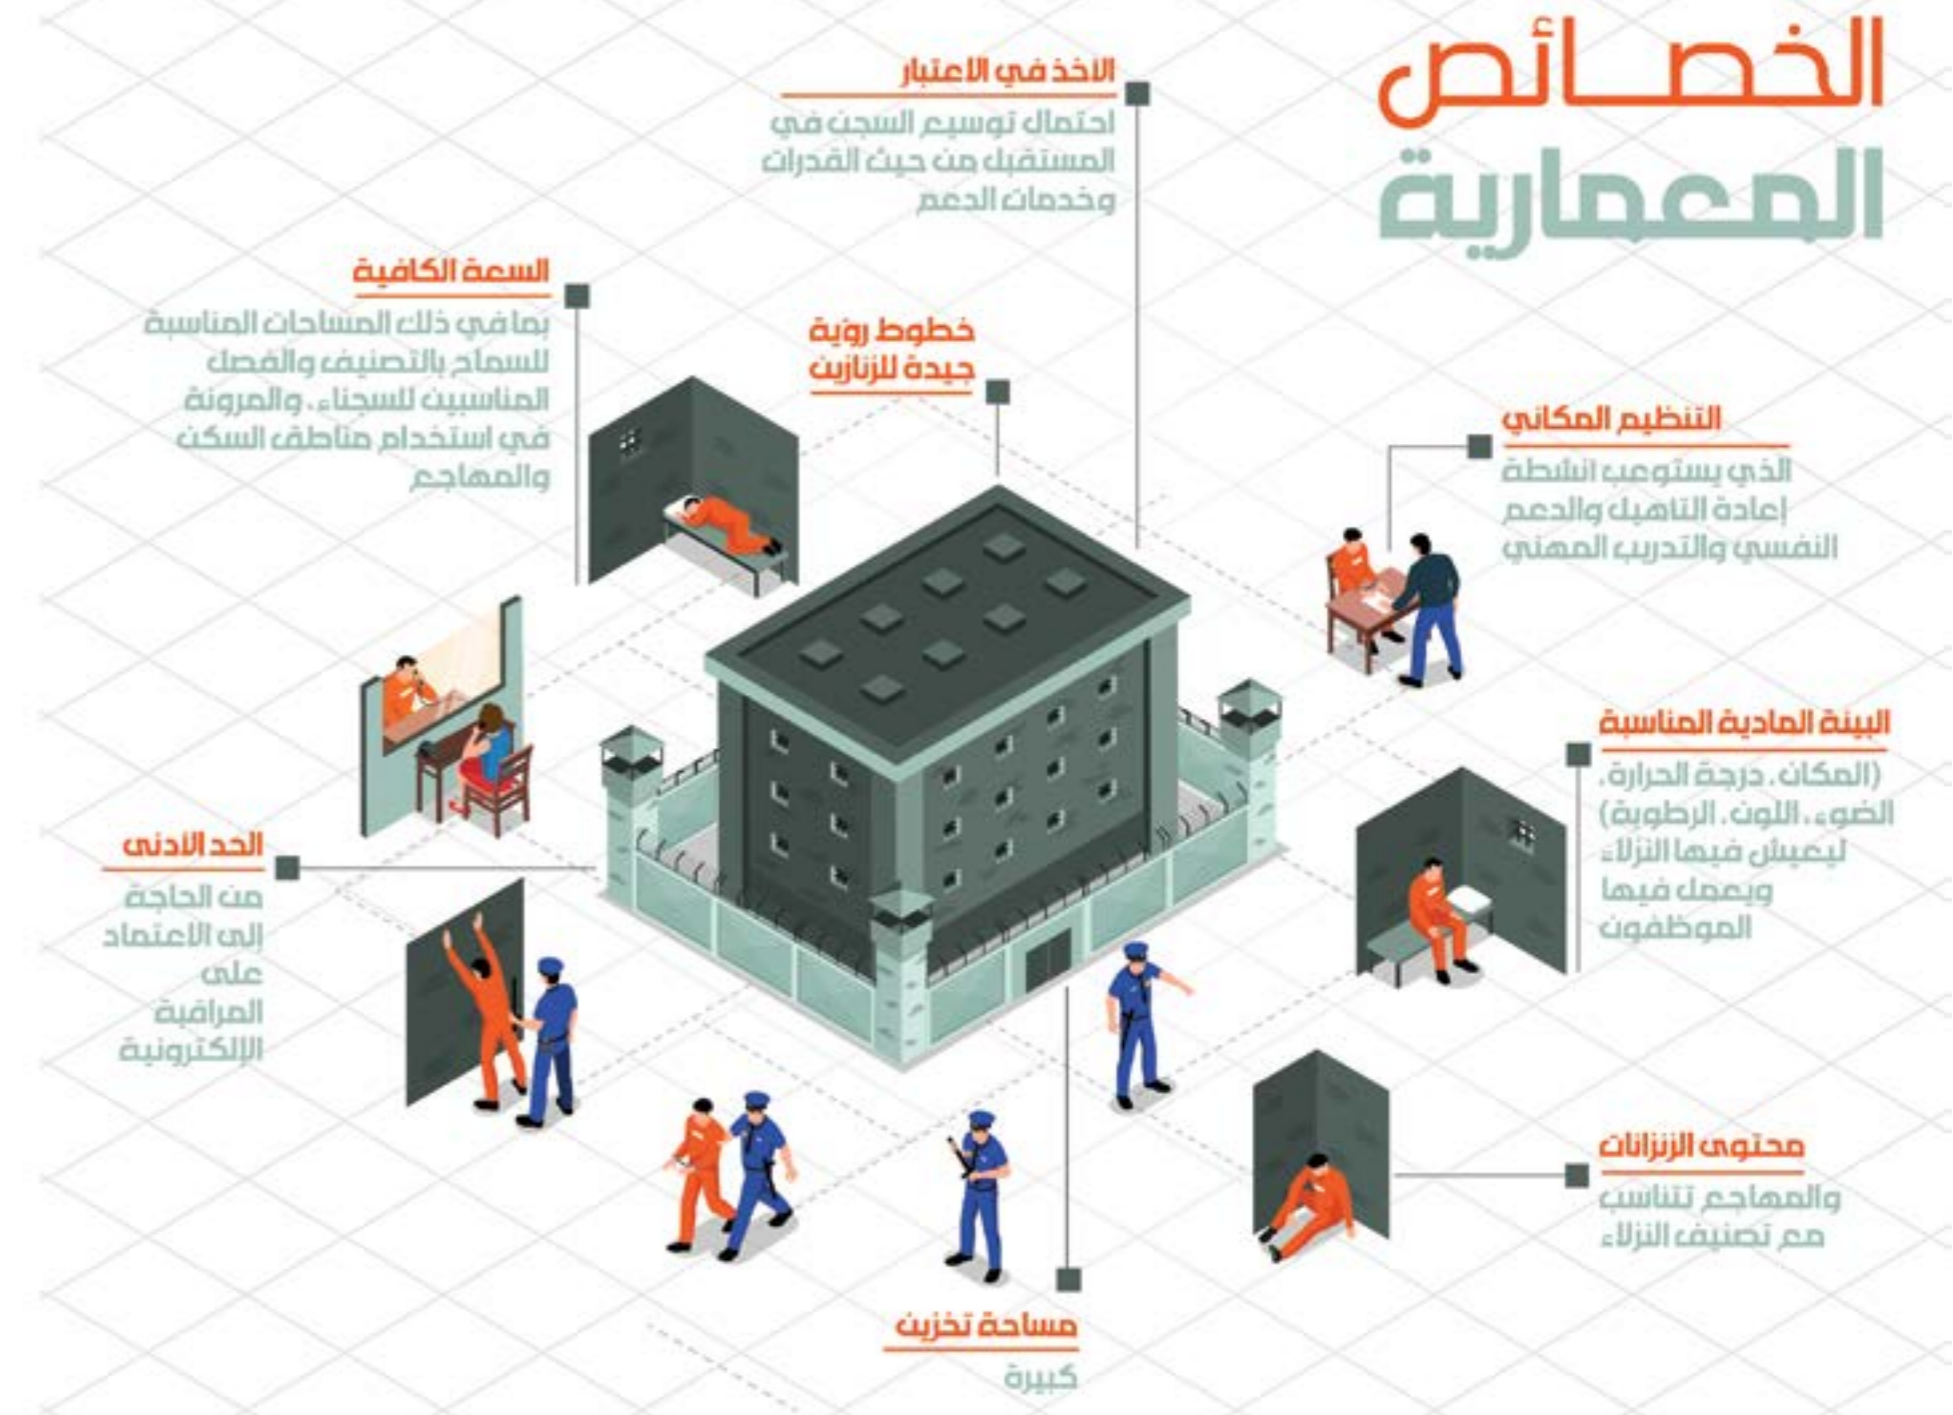 الخصائص
المعمارية
الاخذ في الاعتبار
احتمال توسيع السجن في
المستقبل من حيث القدرات
وخدمات الدعم
السعة الكافية
بما في ذلك المساحات المناسبة
للسماح بالتصنيف والفصل
المناسبين للسجناء، والمرونة
في استخدام مناطق السكن
والمهاجع
خطوط رؤية
جيدة للزنازين
التنظيم المكاني
الذي يستوعب انشطة
إعادة التاهيل والدعم
النفسي والتدريب المهني
البيئة المادية المناسبة
(المكان، درجة الحرارة،
الضوء، اللون، الرطوبة)
ليعيش فيها النزلاء
ويعمل فيها
الموظفون
الحد الادنى
من الحاجة
إلى الاعتماد
على
المراقبة
الإلكترونية
محتوى الزنزانات
والمهاجع تتناسب
مع تصنيف النزلاء
مساحة تخزين
كبيرة